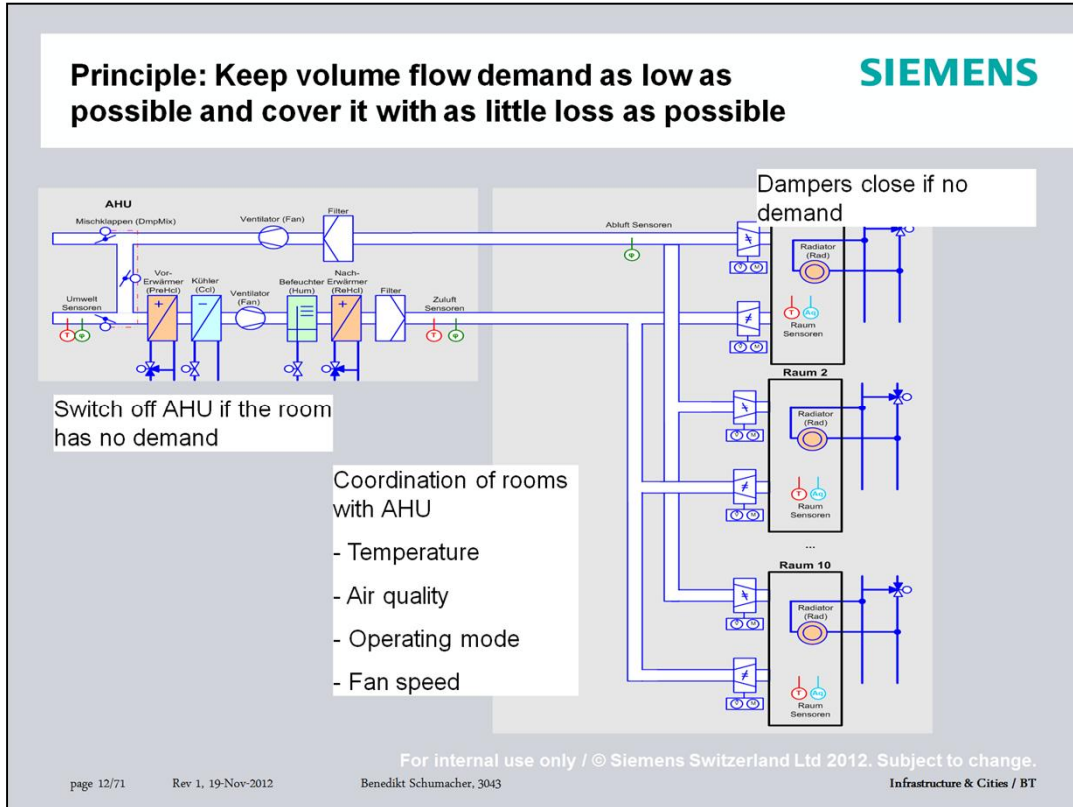 Principle: Keep volume flow demand as low as
possible and cover it with as little loss as possible
SIEMENS
AHU
Mischklappen (DmpMix)
Ventilator (Fan)
Filter
Abluft Sensoren
φ
Dampers close if no
demand
Umwelt
Sensoren
T φ
Vor-
Erwärmer
(PreHcl)
+
Kühler
(Ccl)
−
Ventilator
(Fan)
Befeuchter
(Hum)
Nach-
Erwärmer
(ReHcl)
+
Filter
Zuluft
Sensoren
T φ
Radiator
(Rad)
T Aq
Raum
Sensoren
Switch off AHU if the room
has no demand
Raum 2
Radiator
(Rad)
T Aq
Raum
Sensoren
...
Coordination of rooms
with AHU
- Temperature
- Air quality
- Operating mode
- Fan speed
Raum 10
Radiator
(Rad)
T Aq
Raum
Sensoren
For internal use only / © Siemens Switzerland Ltd 2012. Subject to change.
page 12/71 Rev 1, 19-Nov-2012 Benedikt Schumacher, 3043 Infrastructure & Cities / BT